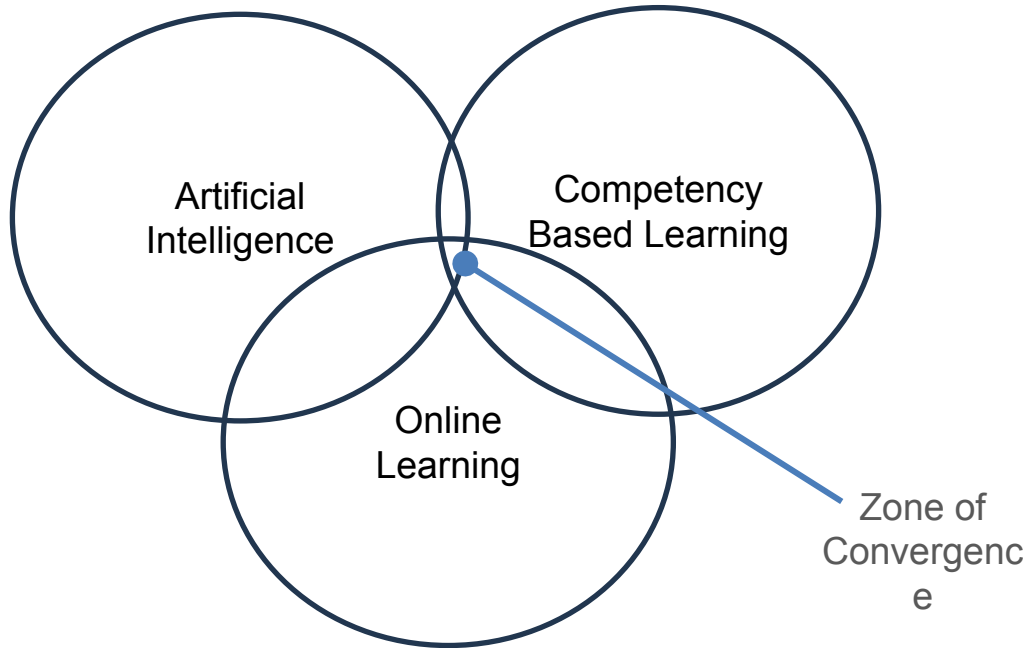 Artificial
Intelligence
Competency
Based Learning
Online
Learning
Zone of
Convergenc
e